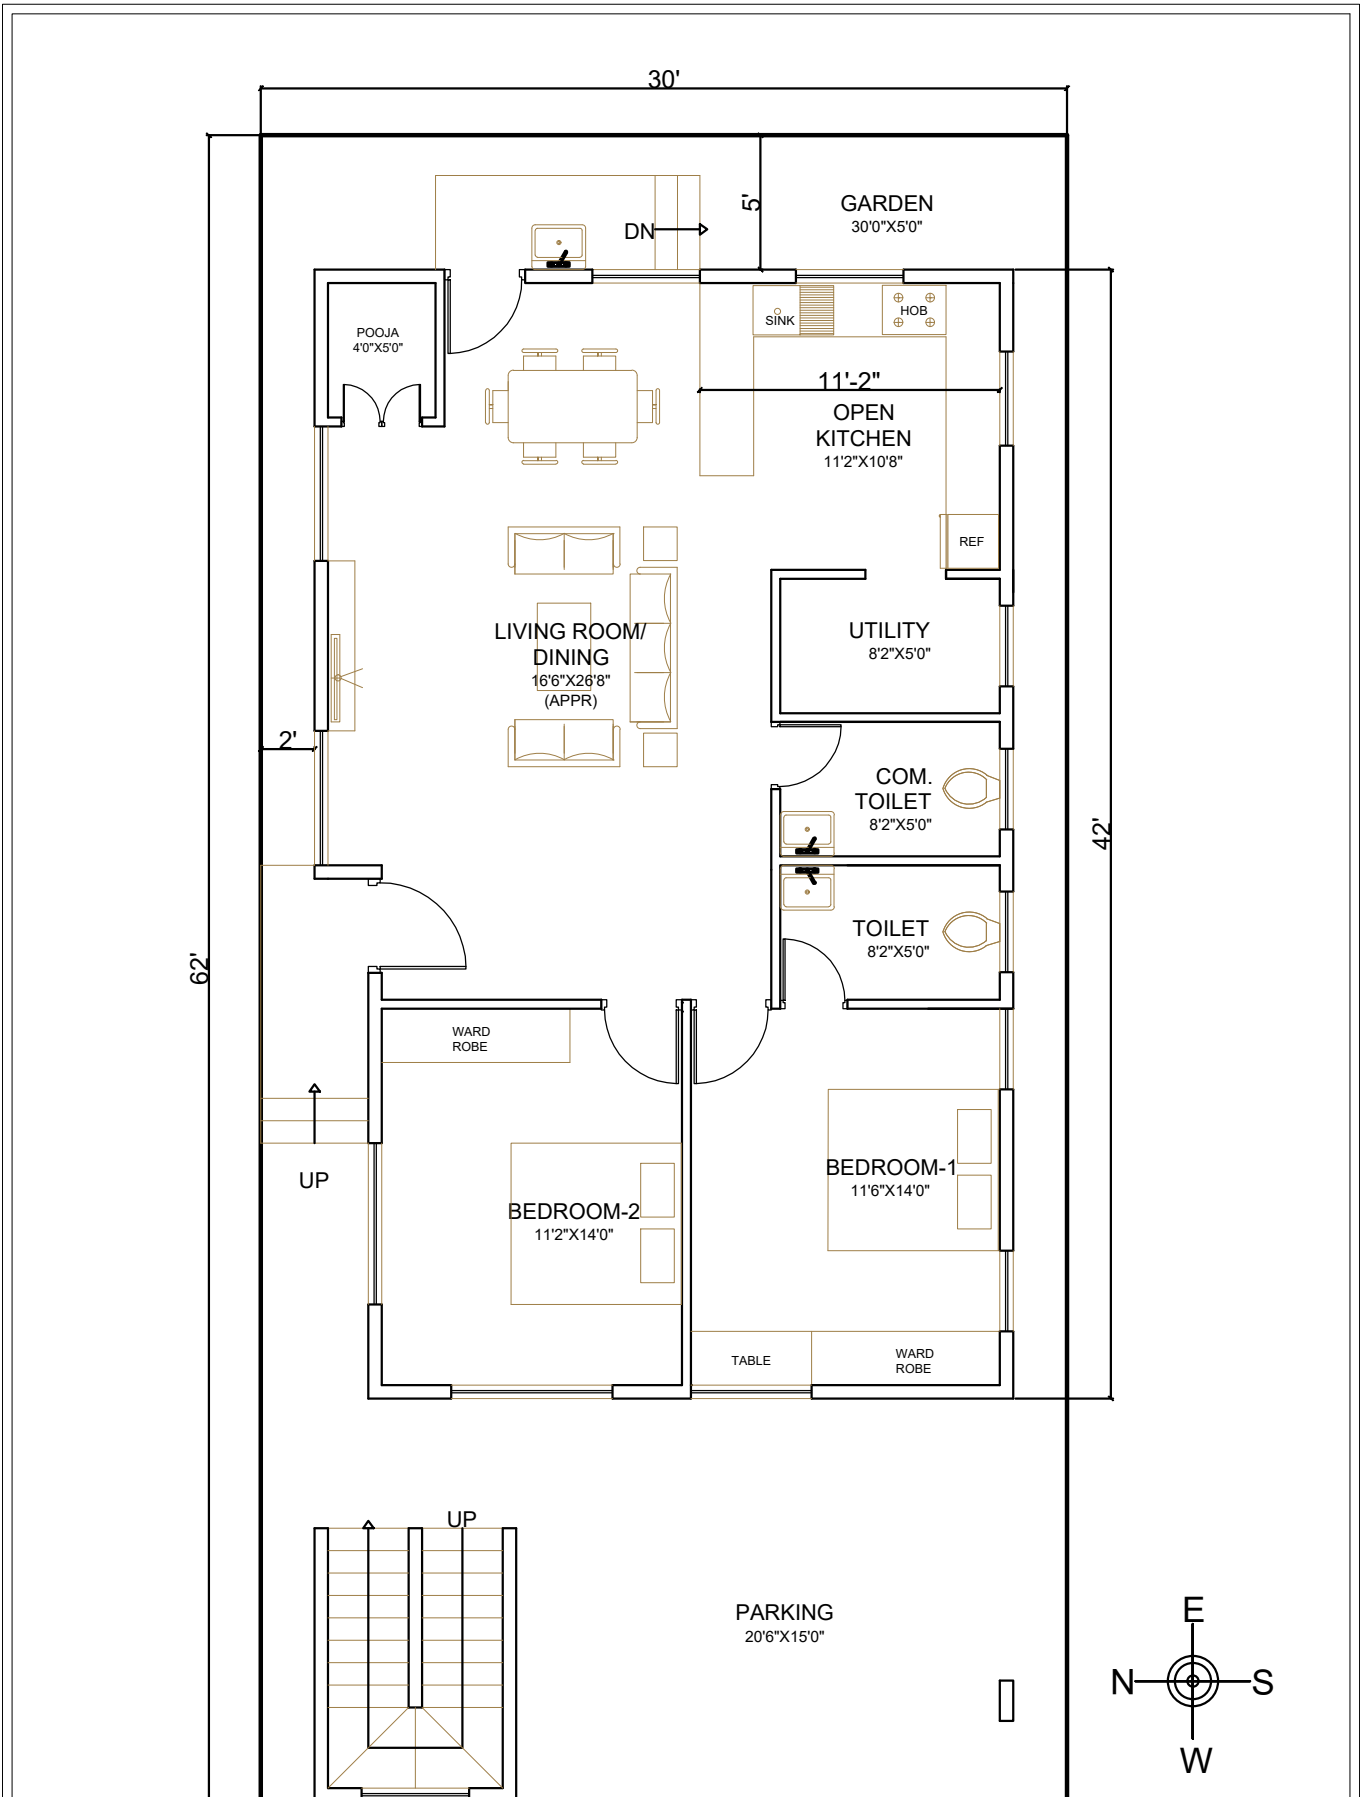 30'
5'
GARDEN
30'0"X5'0"
DN
POOJA
4'0"X5'0"
SINK
HOB
11'-2"
OPEN
KITCHEN
11'2"X10'8"
REF
LIVING ROOM/
DINING
16'6"X26'8"
(APPR)
UTILITY
8'2"X5'0"
2'
COM.
TOILET
8'2"X5'0"
42'
TOILET
8'2"X5'0"
62'
WARD
ROBE
UP
BEDROOM-1
11'6"X14'0"
BEDROOM-2
11'2"X14'0"
TABLE
WARD
ROBE
UP
PARKING
20'6"X15'0"
E
N
S
W